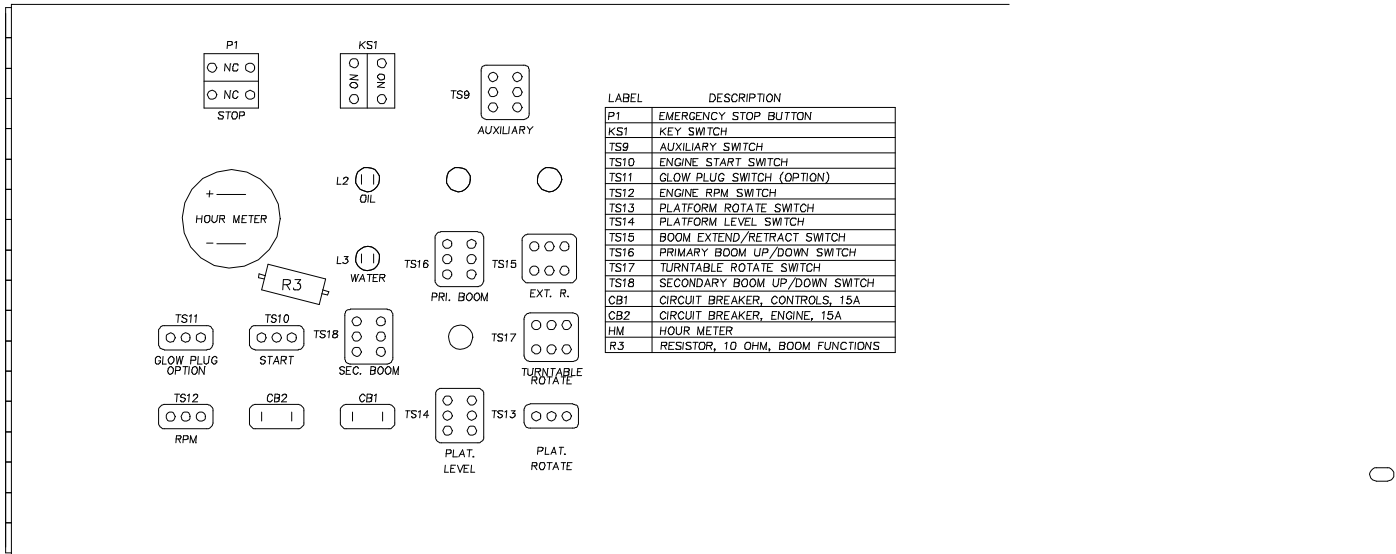 P1
NC
NC
STOP
KS1
NO
NO
TS9
AUXILIARY
L2
OIL
+
HOUR METER
-
L3
WATER
R3
TS16
PRI. BOOM
TS15
EXT. R.
TS11
GLOW PLUG
OPTION
TS10
START
TS18
SEC. BOOM
TS17
TURNTABLE
ROTATE
TS12
RPM
CB2
CB1
TS14
PLAT.
LEVEL
TS13
PLAT.
ROTATE
LABEL DESCRIPTION
P1 EMERGENCY STOP BUTTON
KS1 KEY SWITCH
TS9 AUXILIARY SWITCH
TS10 ENGINE START SWITCH
TS11 GLOW PLUG SWITCH (OPTION)
TS12 ENGINE RPM SWITCH
TS13 PLATFORM ROTATE SWITCH
TS14 PLATFORM LEVEL SWITCH
TS15 BOOM EXTEND/RETRACT SWITCH
TS16 PRIMARY BOOM UP/DOWN SWITCH
TS17 TURNTABLE ROTATE SWITCH
TS18 SECONDARY BOOM UP/DOWN SWITCH
CB1 CIRCUIT BREAKER, CONTROLS, 15A
CB2 CIRCUIT BREAKER, ENGINE, 15A
HM HOUR METER
R3 RESISTOR, 10 OHM, BOOM FUNCTIONS